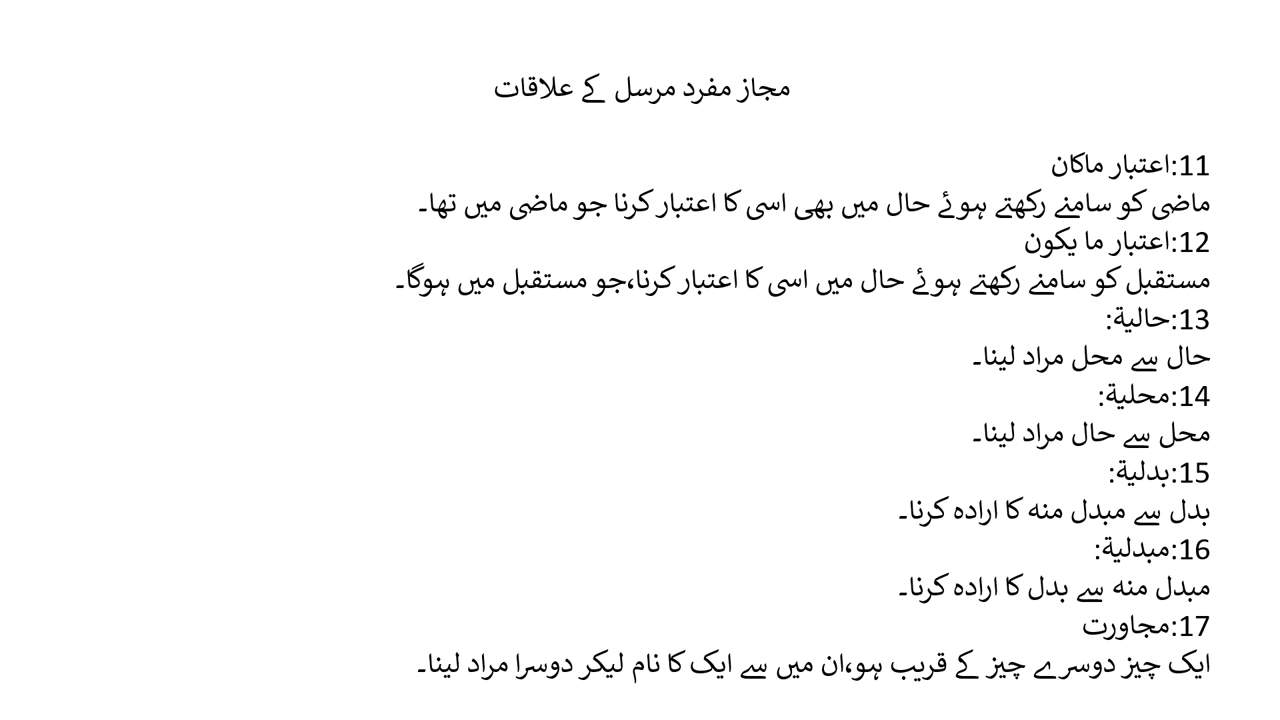 مجاز مفرد مرسل کے علاقات
11:اعتبار ماکان
ماضی کو سامنے رکھتے ہوئے حال میں بھی اسی کا اعتبار کرنا جو ماضی میں تھا۔
12:اعتبار ما یکون
مستقبل کو سامنے رکھتے ہوئے حال میں اسی کا اعتبار کرنا،جو مستقبل میں ہوگا۔
13:حالیة:
حال سے محل مراد لینا۔
14:محلیة:
محل سے حال مراد لینا۔
15:بدلیة:
بدل سے مبدل منه کا ارادہ کرنا۔
16:مبدلیة:
مبدل منه سے بدل کا ارادہ کرنا۔
17:مجاورت
ایک چیز دوسرے چیز کے قریب ہو،ان میں سے ایک کا نام لیکر دوسرا مراد لینا۔